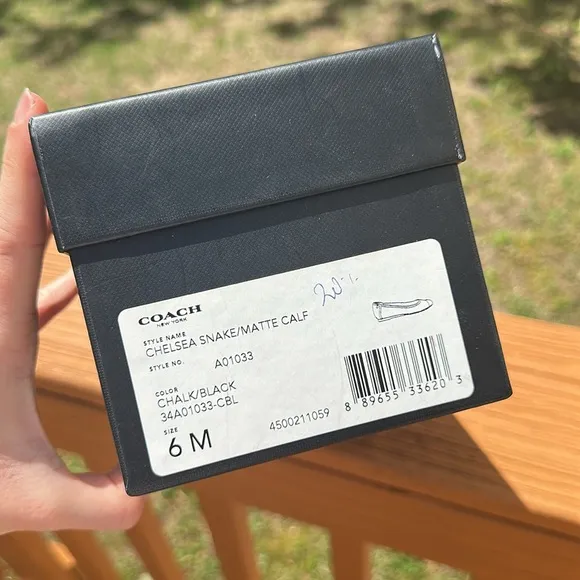 COACH
NEW YORK
STYLE NAME
CHELSEA SNAKE/MATTE CALF
STYLE NO. A01033
COLOR
CHALK/BLACK
34A01033-CBL
SIZE
6 M
4500211059
8 89655 33620 3